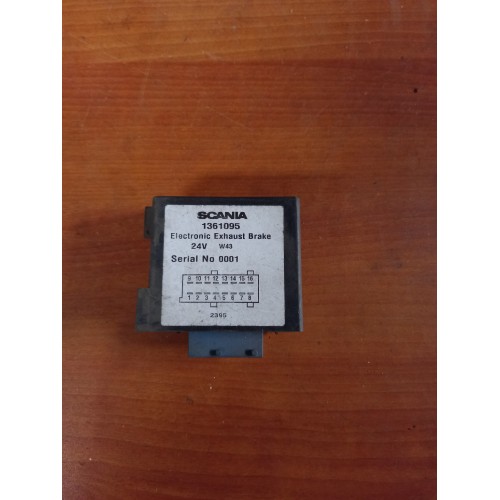 SCANIA
1361095
Electronic Exhaust Brake
24V W43
Serial No 0001
9 10 11 12 13 14 15 16
1 2 3 4 5 6 7 8
2395